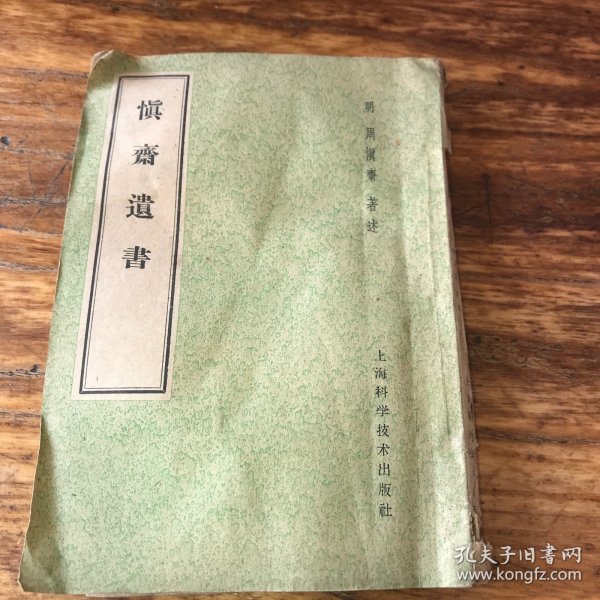 慎齋遺書
明 周慎齋 著述
上海科学技术出版社
孔夫子旧書网
www.kongfz.com